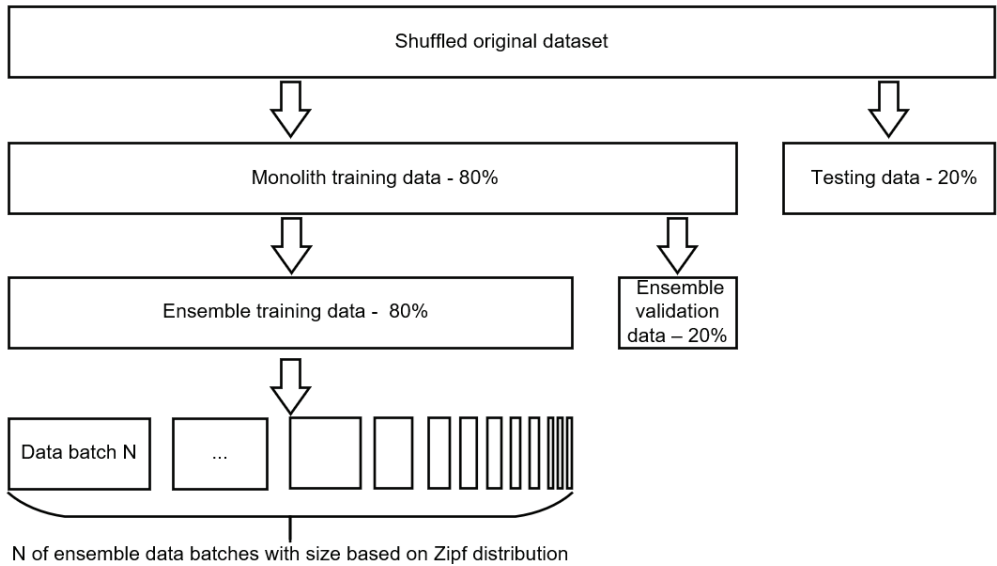 Shuffled original dataset
Monolith training data - 80%
Testing data - 20%
Ensemble training data - 80%
Ensemble
validation
data – 20%
Data batch N
...
N of ensemble data batches with size based on Zipf distribution